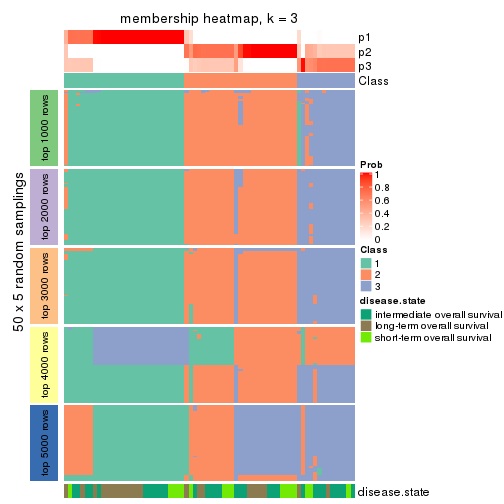 membership heatmap, k = 3
p1
p2
p3
Class
50 x 5 random samplings
top 1000 rows
top 2000 rows
top 3000 rows
top 4000 rows
top 5000 rows
Prob
1
0.8
0.6
0.4
0.2
0
Class
1
2
3
disease.state
intermediate overall survival
long-term overall survival
short-term overall survival
disease.state